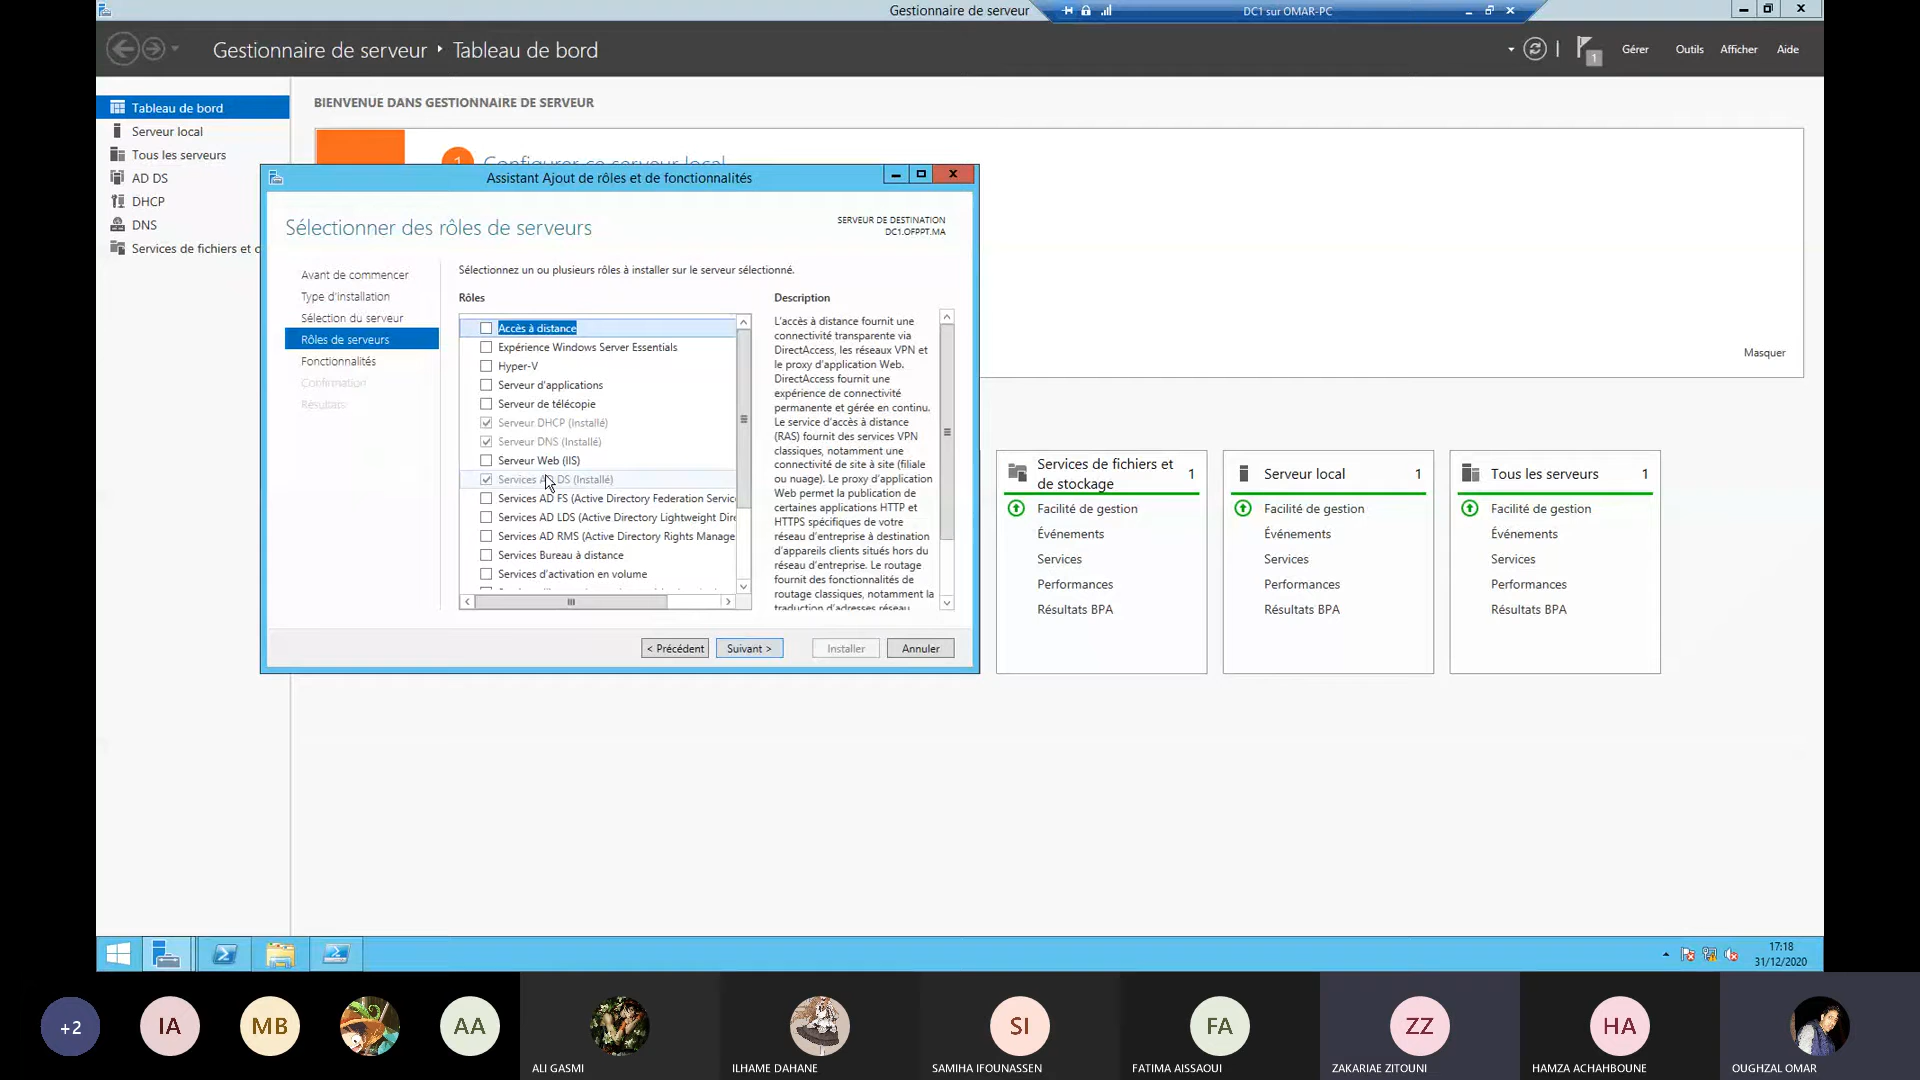 Gestionnaire de serveur
DC1 sur OMAR-PC
Gestionnaire de serveur
Tableau de bord
1
Gérer
Outils
Afficher
Aide
Tableau de bord
Serveur local
Tous les serveurs
AD DS
DHCP
DNS
Services de fichiers et
BIENVENUE DANS GESTIONNAIRE DE SERVEUR
1
Configurer ce serveur local
Masquer
Assistant Ajout de rôles et de fonctionnalités
Sélectionner des rôles de serveurs
SERVEUR DE DESTINATION
DC1.OFPPT.MA
Avant de commencer
Type d'installation
Sélection du serveur
Rôles de serveurs
Fonctionnalités
Confirmation
Résultats
Sélectionnez un ou plusieurs rôles à installer sur le serveur sélectionné.
Rôles
Accès à distance
Expérience Windows Server Essentials
Hyper-V
Serveur d'applications
Serveur de télécopie
Serveur DHCP (Installé)
Serveur DNS (Installé)
Serveur Web (IIS)
Services AD DS (Installé)
Services AD FS (Active Directory Federation Service
Services AD LDS (Active Directory Lightweight Dire
Services AD RMS (Active Directory Rights Manage
Services Bureau à distance
Services d'activation en volume
Description
L'accès à distance fournit une
connectivité transparente via
DirectAccess, les réseaux VPN et
le proxy d'application Web.
DirectAccess fournit une
expérience de connectivité
permanente et gérée en continu.
Le service d'accès à distance
(RAS) fournit des services VPN
classiques, notamment une
connectivité de site à site (filiale
ou nuage). Le proxy d'application
Web permet la publication de
certaines applications HTTP et
HTTPS spécifiques de votre
réseau d'entreprise à destination
d'appareils clients situés hors du
réseau d'entreprise. Le routage
fournit des fonctionnalités de
routage classiques, notamment la
traduction d'adresses réseau
< Précédent
Suivant >
Installer
Annuler
Services de fichiers et
de stockage
1
Facilité de gestion
Événements
Services
Performances
Résultats BPA
Serveur local
1
Facilité de gestion
Événements
Services
Performances
Résultats BPA
Tous les serveurs
1
Facilité de gestion
Événements
Services
Performances
Résultats BPA
17:18
31/12/2020
+2
IA
MB
AA
ALI GASMI
ILHAME DAHANE
SI
SAMIHA IFOUNASSEN
FA
FATIMA AISSAOUI
ZZ
ZAKARIAE ZITOUNI
HA
HAMZA ACHAHBOUNE
OUGHZAL OMAR